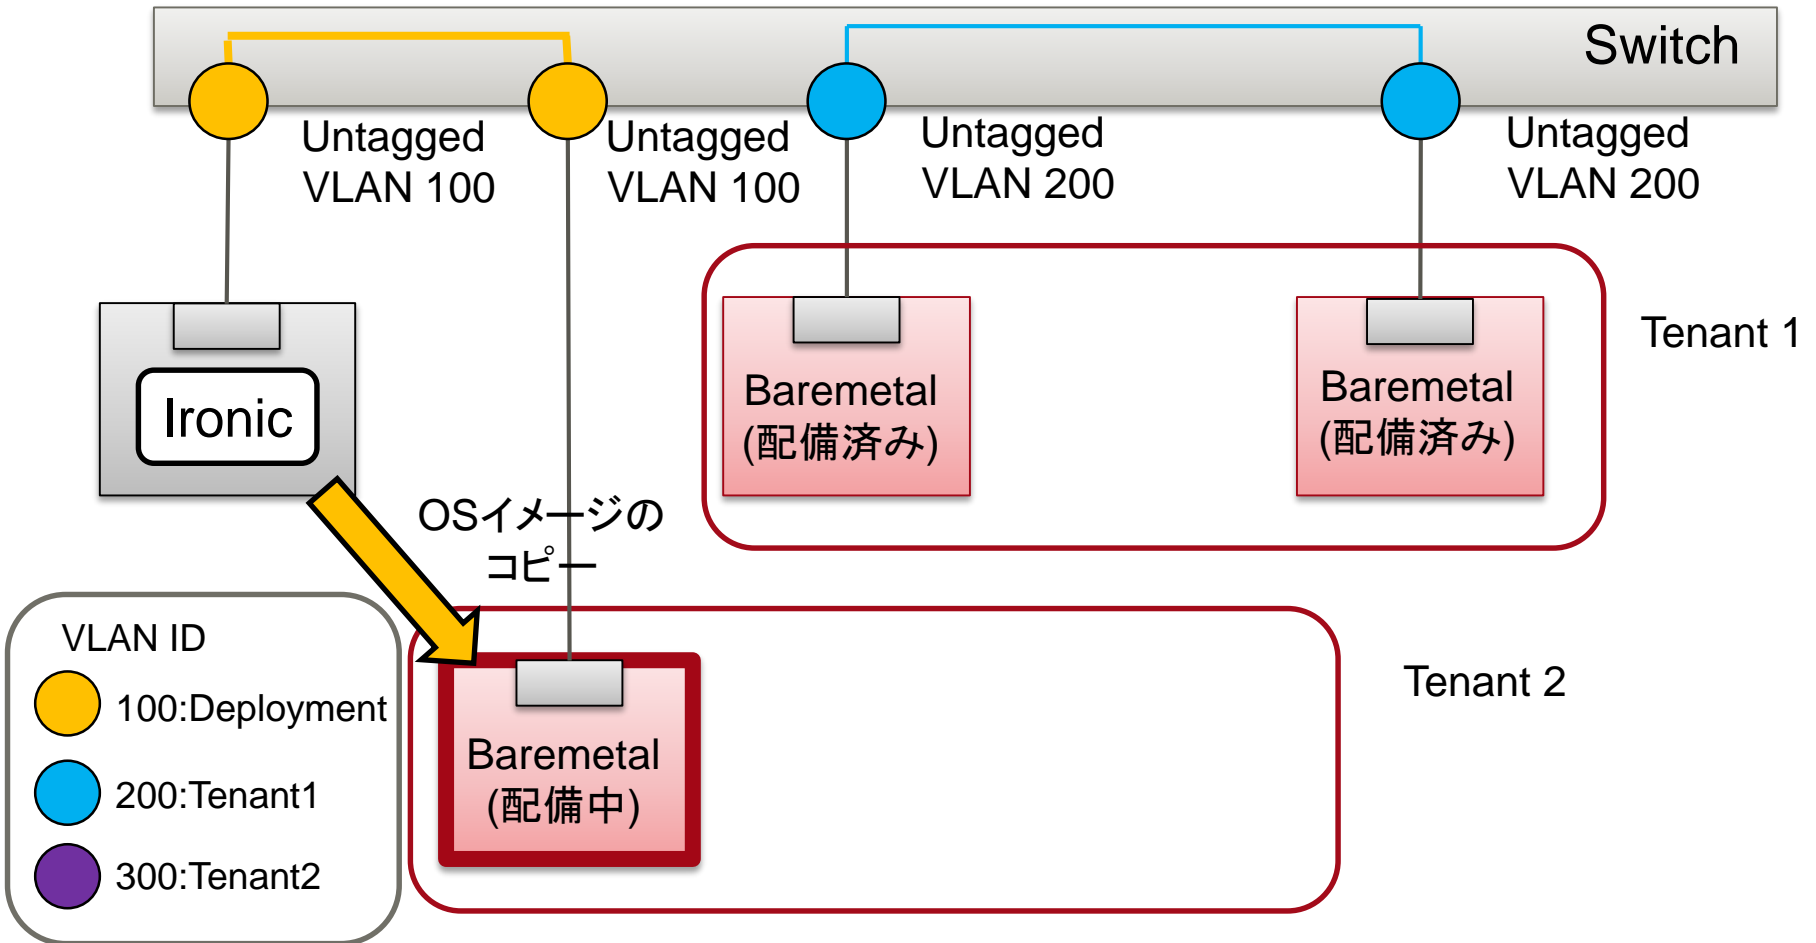 Switch
Untagged
VLAN 100
Untagged
VLAN 100
Untagged
VLAN 200
Untagged
VLAN 200
Ironic
Baremetal
(配備済み)
Baremetal
(配備済み)
Tenant 1
OSイメージの
コピー
Baremetal
(配備中)
Tenant 2
VLAN ID
100:Deployment
200:Tenant1
300:Tenant2